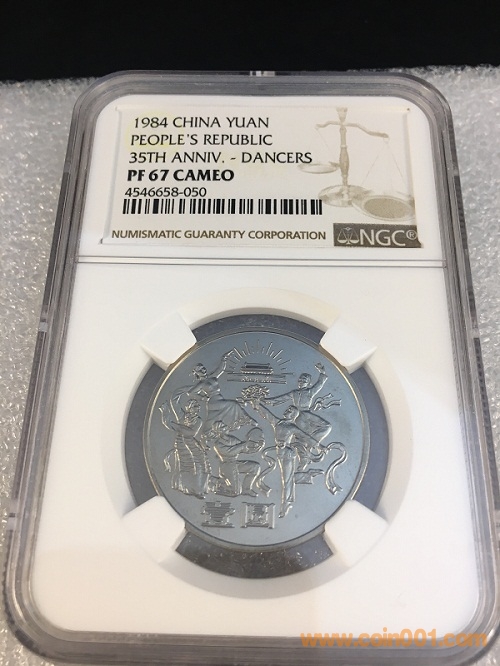 1984 CHINA YUAN
PEOPLE'S REPUBLIC
35TH ANNIV. - DANCERS
PF 67 CAMEO
4546658-050
NUMISMATIC GUARANTY CORPORATION NGC®
壹圆
www.coin001.com